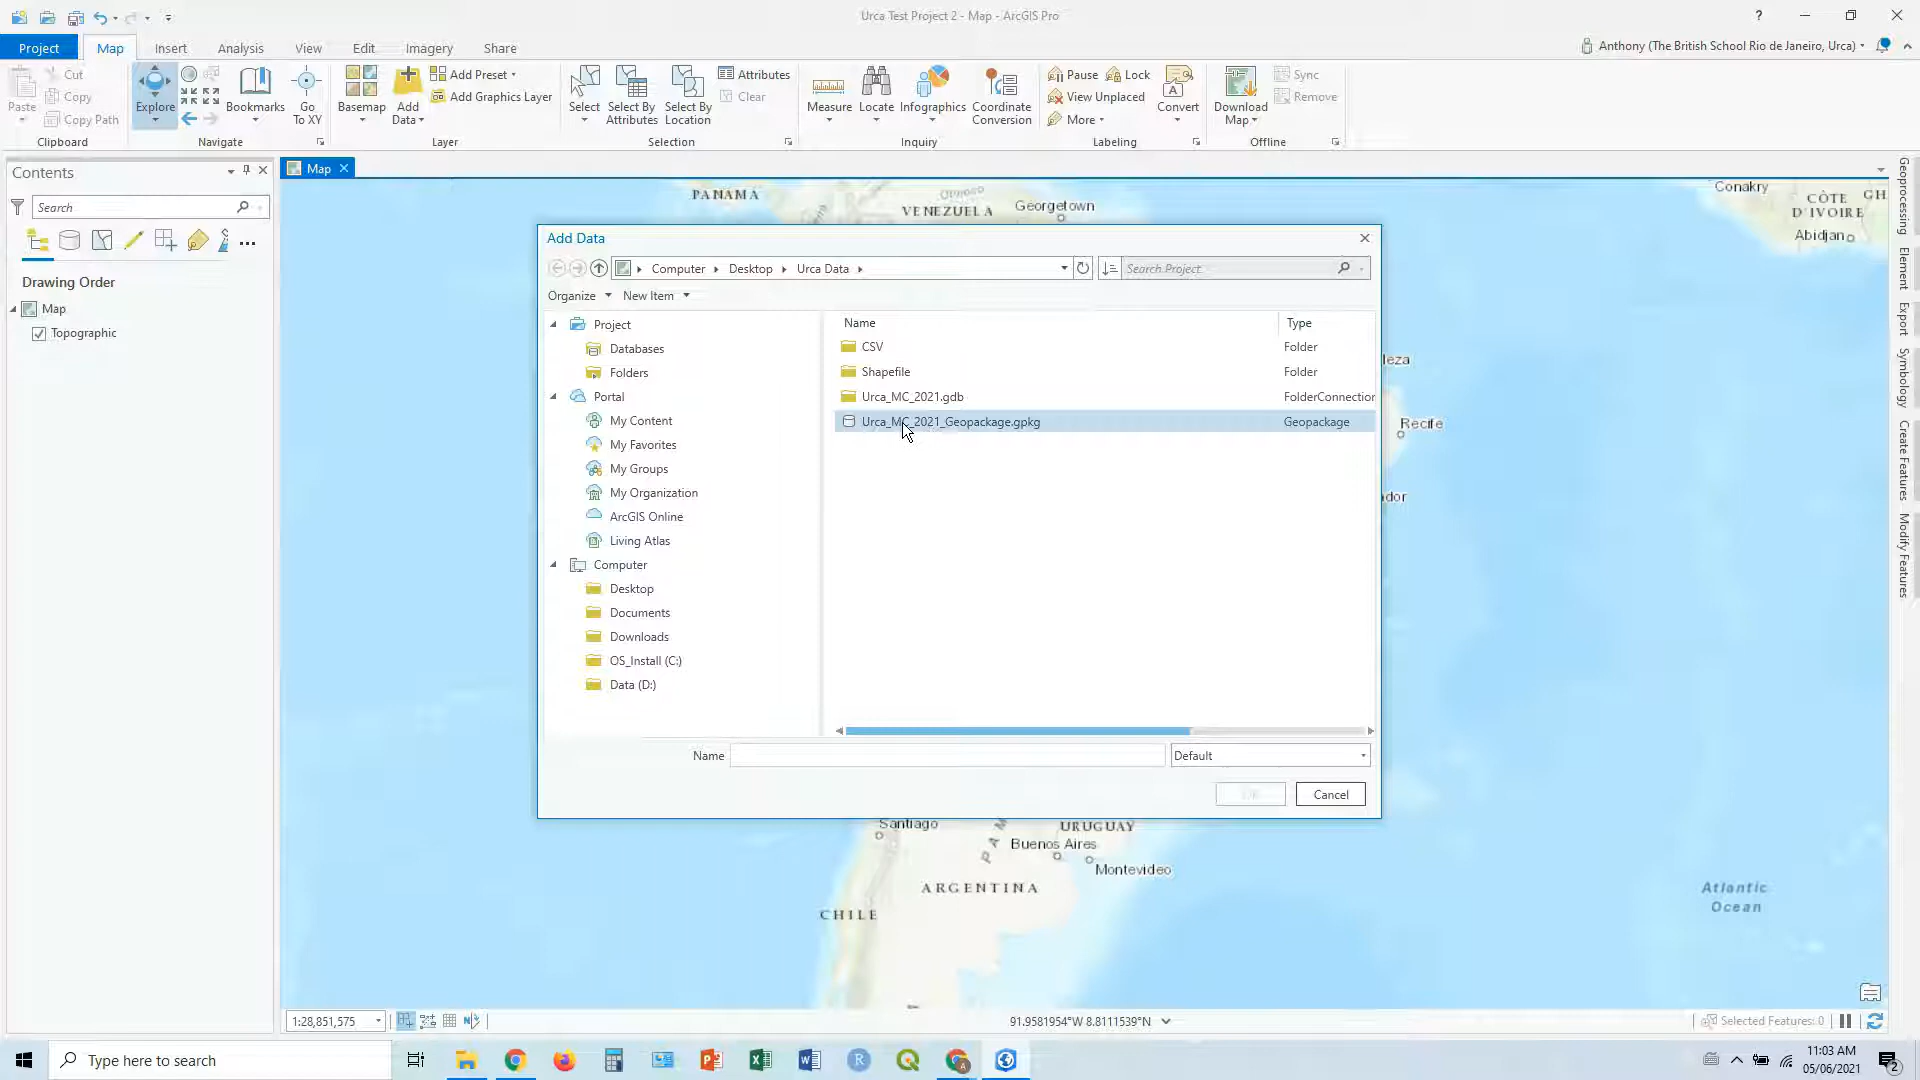 Urca Test Project 2 - Map - ArcGIS Pro
?
Project Map Insert Analysis View Edit Imagery Share
Anthony (The British School Rio de Janeiro, Urca)
Paste
Cut
Copy
Copy Path
Clipboard
Explore
Bookmarks
Go To XY
Navigate
Basemap
Add Data
Add Preset
Add Graphics Layer
Layer
Select
Select By Attributes
Select By Location
Attributes
Clear
Selection
Measure
Locate
Infographics
Coordinate Conversion
Inquiry
Pause
Lock
View Unplaced
More
Convert
Labeling
Download Map
Sync
Remove
Offline
Contents
Search
Drawing Order
Map
Topographic
Map
PANAMÁ
VENEZUELA
Georgetown
Conakry
CÔTE D'IVOIRE
GH
Abidjan
Add Data
Computer Desktop Urca Data
Search Project
Organize New Item
Project
Databases
Folders
Portal
My Content
My Favorites
My Groups
My Organization
ArcGIS Online
Living Atlas
Computer
Desktop
Documents
Downloads
OS_Install (C:)
Data (D:)
Name Type
CSV Folder
Shapefile Folder
Urca_MC_2021.gdb FolderConnection
Urca_MC_2021_Geopackage.gpkg Geopackage
Name
Default
Cancel
leza
Recife
dor
Santiago
PAM
URUGUAY
Buenos Aires
Montevideo
ARGENTINA
CHILE
Atlantic
Ocean
Geoprocessing
Element
Export
Symbology
Create Features
Modify Features
1:28,851,575
91.9581954°W 8.8111539°N
Selected Features: 0
Type here to search
11:03 AM
05/06/2021
2